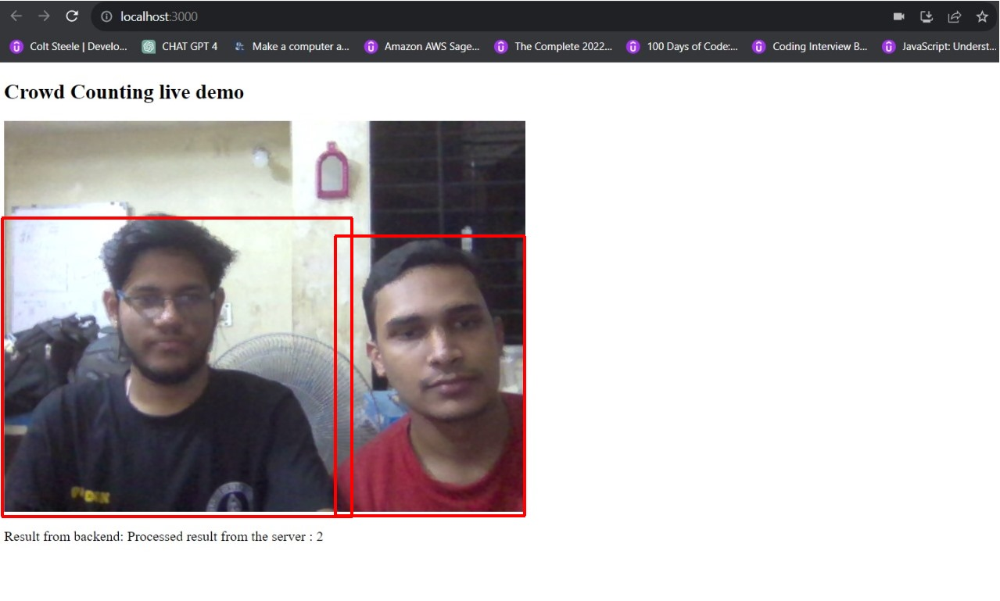 localhost:3000
Colt Steele | Develo... CHAT GPT 4 Make a computer a... Amazon AWS Sage... The Complete 2022... 100 Days of Code:... Coding Interview B... JavaScript: Underst...
Crowd Counting live demo
Result from backend: Processed result from the server : 2